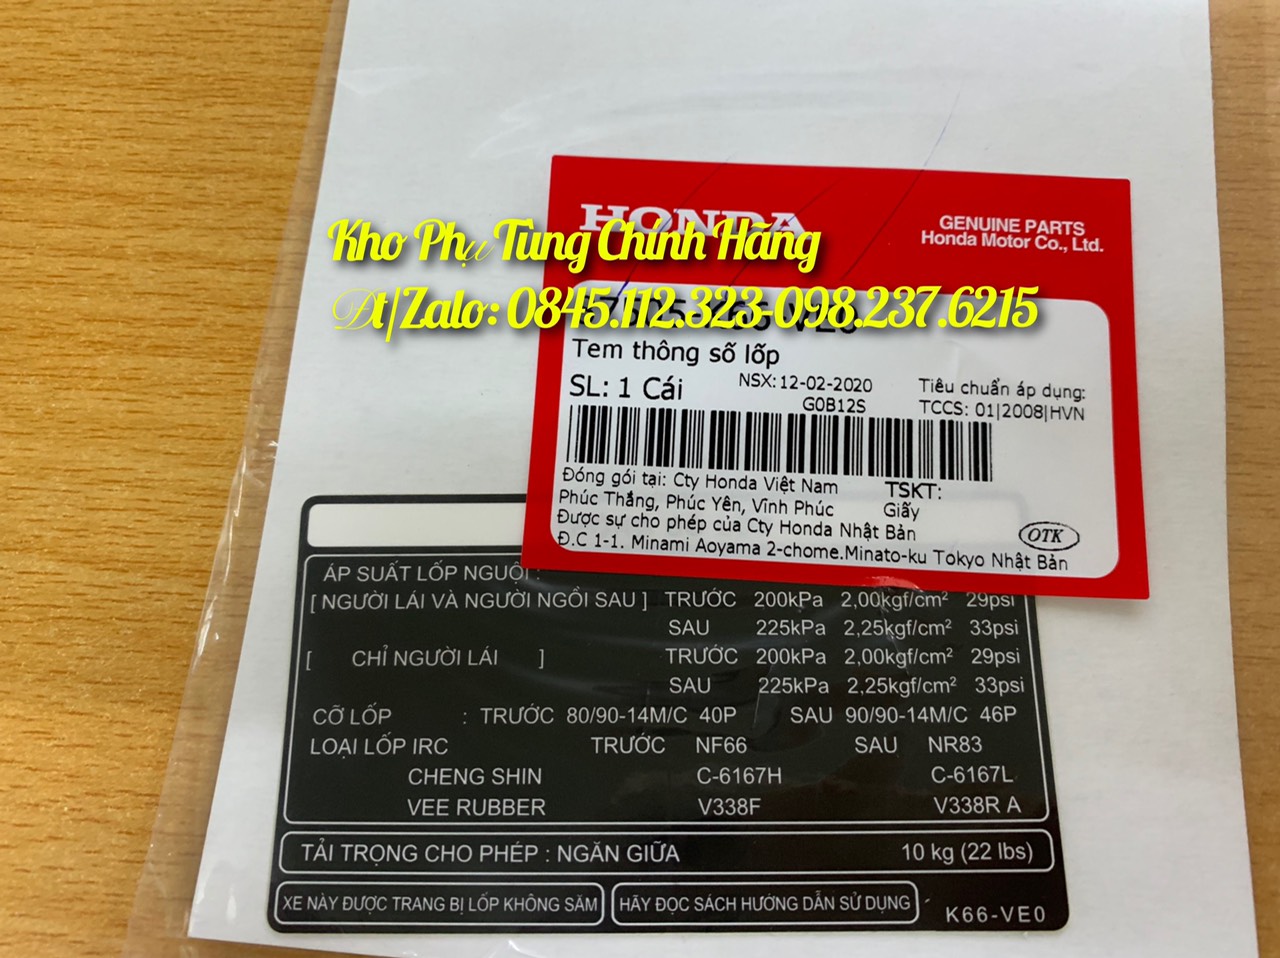 HONDA
GENUINE PARTS
Honda Motor Co., Ltd.
Kho Phụ Tùng Chính Hãng
Đt/Zalo: 0845.112.323-098.237.6215
Tem thông số lốp
SL: 1 Cái
NSX: 12-02-2020
G0B12S
Tiêu chuẩn áp dụng:
TCCS: 01|2008|HVN
Đóng gói tại: Cty Honda Việt Nam
TSKT:
Phúc Thắng, Phúc Yên, Vĩnh Phúc
Giấy
Được sự cho phép của Cty Honda Nhật Bản
Đ.C 1-1. Minami Aoyama 2-chome.Minato-ku Tokyo Nhật Bản
OTK
ÁP SUẤT LỐP NGUỘI :
[ NGƯỜI LÁI VÀ NGƯỜI NGỒI SAU ] TRƯỚC 200kPa 2,00kgf/cm² 29psi
SAU 225kPa 2,25kgf/cm² 33psi
[ CHỈ NGƯỜI LÁI ] TRƯỚC 200kPa 2,00kgf/cm² 29psi
SAU 225kPa 2,25kgf/cm² 33psi
CỠ LỐP : TRƯỚC 80/90-14M/C 40P SAU 90/90-14M/C 46P
LOẠI LỐP IRC TRƯỚC NF66 SAU NR83
CHENG SHIN C-6167H C-6167L
VEE RUBBER V338F V338R A
TẢI TRỌNG CHO PHÉP : NGĂN GIỮA 10 kg (22 lbs)
XE NÀY ĐƯỢC TRANG BỊ LỐP KHÔNG SĂM
HÃY ĐỌC SÁCH HƯỚNG DẪN SỬ DỤNG
K66-VE0